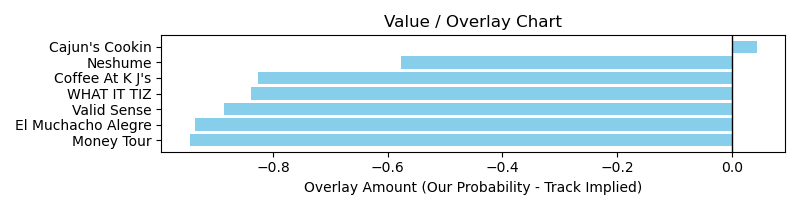 Value / Overlay Chart
Cajun's Cookin
Neshume
Coffee At K J's
WHAT IT TIZ
Valid Sense
El Muchacho Alegre
Money Tour
−0.8 −0.6 −0.4 −0.2 0.0
Overlay Amount (Our Probability - Track Implied)